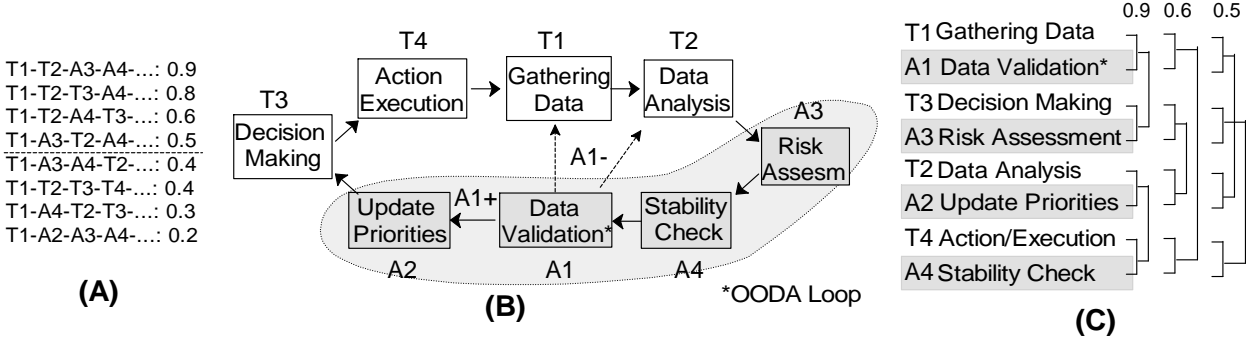 T1-T2-A3-A4-...: 0.9
T1-T2-T3-A4-...: 0.8
T1-T2-A4-T3-...: 0.6
T1-A3-T2-A4-...: 0.5
T1-A3-A4-T2-...: 0.4
T1-T2-T3-T4-...: 0.4
T1-A4-T2-T3-...: 0.3
T1-A2-A3-A4-...: 0.2
(A)
T4
T1
T2
Action
Execution
Gathering
Data
Data
Analysis
T3
Decision
Making
A3
Risk
Assesm
A1-
A1+
Update
Priorities
Data
Validation*
Stability
Check
A2
A1
A4
*OODA Loop
(B)
0.9 0.6 0.5
T1 Gathering Data
A1 Data Validation*
T3 Decision Making
A3 Risk Assessment
T2 Data Analysis
A2 Update Priorities
T4 Action/Execution
A4 Stability Check
(C)